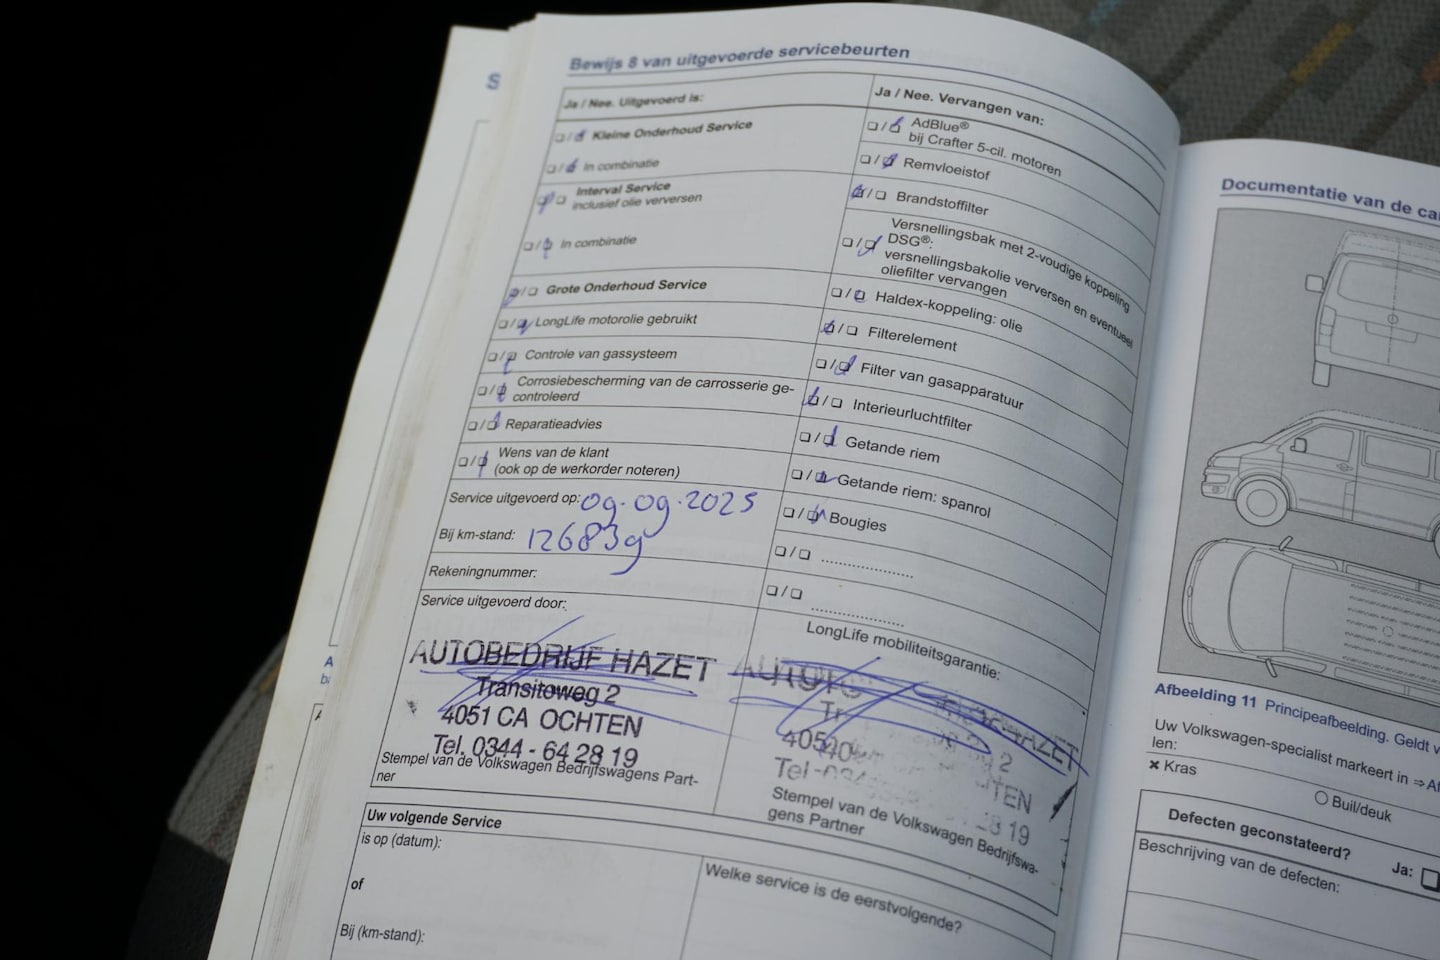 Bewijs 8 van uitgevoerde servicebeurten
Ja / Nee. Uitgevoerd is:
Kleine Onderhoud Service
In combinatie
Interval Service
inclusief olie verversen
In combinatie
Grote Onderhoud Service
LongLife motorolie gebruikt
Controle van gassysteem
Corrosiebescherming van de carrosserie ge-
controleerd
Reparatieadvies
Wens van de klant
(ook op de werkorder noteren)
Service uitgevoerd op: 09-09-2025
Bij km-stand: 126839
Rekeningnummer:
Service uitgevoerd door:
AUTOBEDRIJF HAZET
Transitoweg 2
4051 CA OCHTEN
Tel. 0344 - 64 28 19
Stempel van de Volkswagen Bedrijfswagens Part-
ner
Ja / Nee. Vervangen van:
AdBlue®
bij Crafter 5-cil. motoren
Remvloeistof
Brandstoffilter
Versnellingsbak met 2-voudige koppeling
DSG®:
versnellingsbakolie verversen en eventueel
oliefilter vervangen
Haldex-koppeling: olie
Filterelement
Filter van gasapparatuur
Interieurluchtfilter
Getande riem
Getande riem: spanrol
Bougies
....................
....................
LongLife mobiliteitsgarantie:
HAZET
2
TEN
28 19
Stempel van de Volkswagen Bedrijfswa-
gens Partner
Uw volgende Service
is op (datum):
of
Bij (km-stand):
Welke service is de eerstvolgende?
Documentatie van de ca
Afbeelding 11 Principeafbeelding. Geldt v
Uw Volkswagen-specialist markeert in ⇒ Af
len:
× Kras
○ Buil/deuk
Defecten geconstateerd?
Ja:
Beschrijving van de defecten: